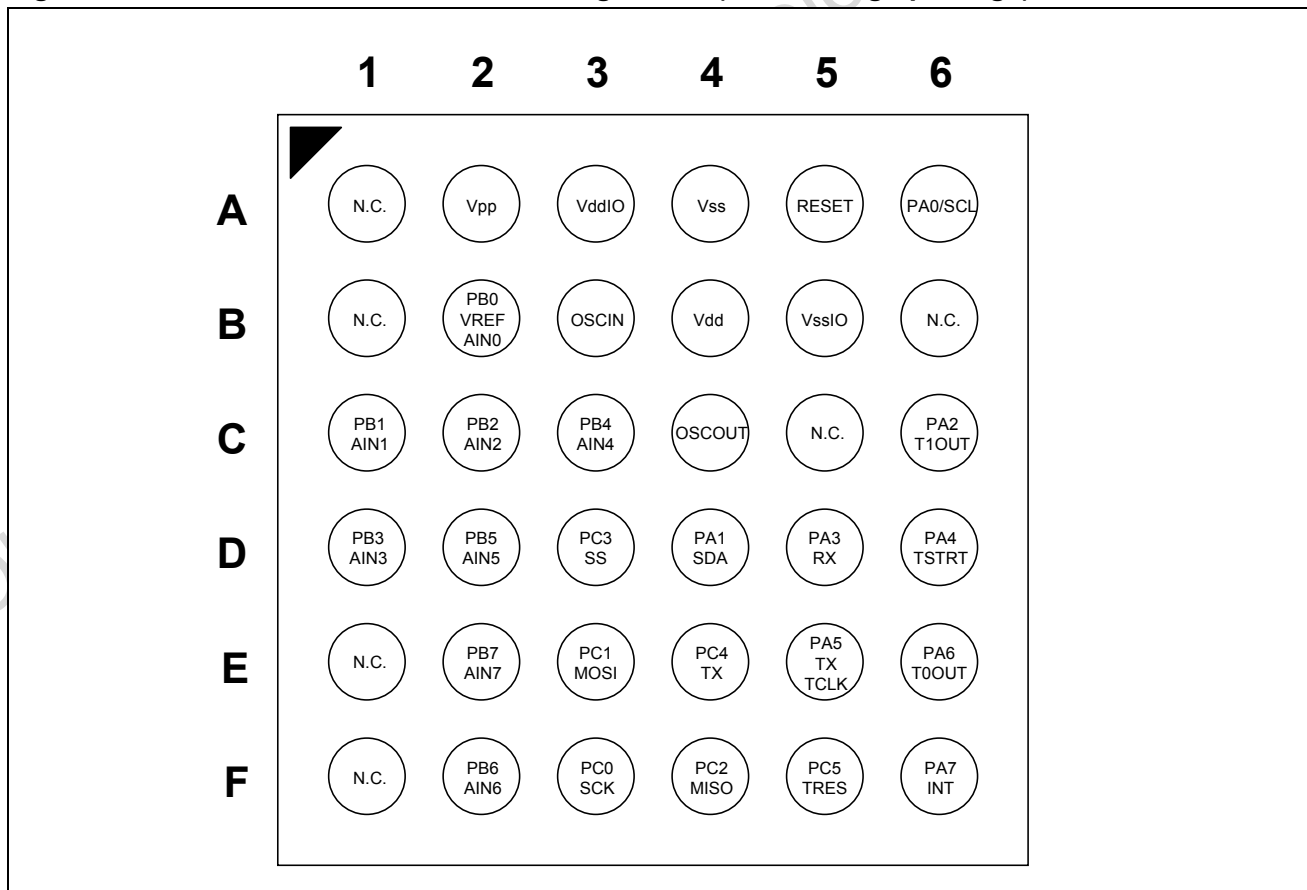 1 2 3 4 5 6
A N.C. Vpp VddIO Vss RESET PA0/SCL
B N.C. PB0 VREF AIN0 OSCIN Vdd VssIO N.C.
C PB1 AIN1 PB2 AIN2 PB4 AIN4 OSCOUT N.C. PA2 T1OUT
D PB3 AIN3 PB5 AIN5 PC3 SS PA1 SDA PA3 RX PA4 TSTRT
E N.C. PB7 AIN7 PC1 MOSI PC4 TX PA5 TX TCLK PA6 T0OUT
F N.C. PB6 AIN6 PC0 SCK PC2 MISO PC5 TRES PA7 INT